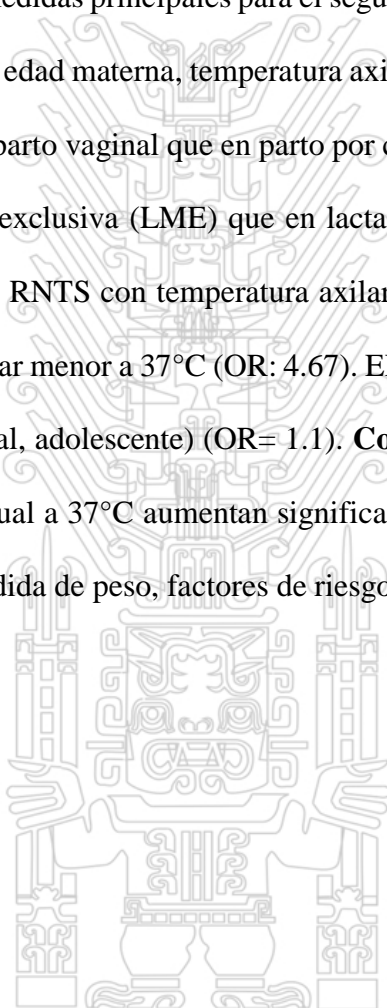 edidas principales para el segu
edad materna, temperatura axi
parto vaginal que en parto por
exclusiva (LME) que en lacta
RNTS con temperatura axilar
ar menor a 37°C (OR: 4.67). E
al, adolescente) (OR= 1.1). Co
ual a 37°C aumentan significa
dida de peso, factores de riesgo